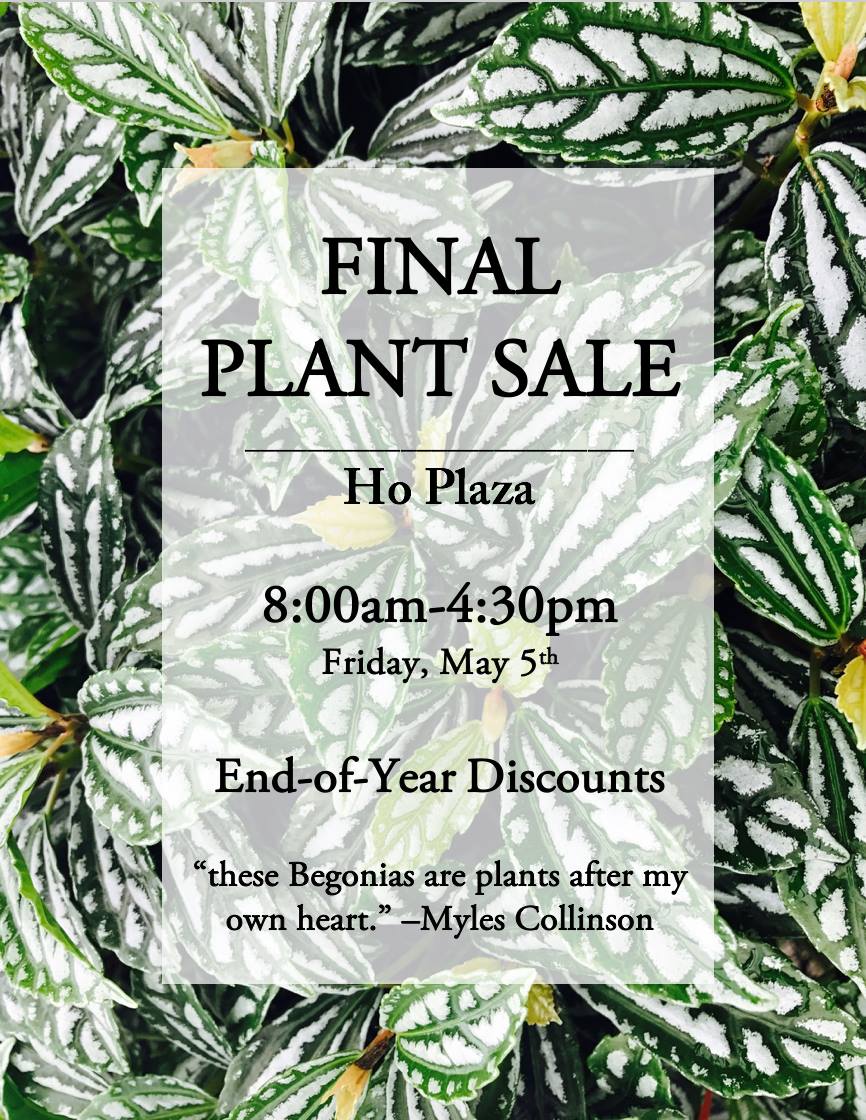 FINAL
PLANT SALE
Ho Plaza
8:00am-4:30pm
Friday, May 5th
End-of-Year Discounts
“these Begonias are plants after my
own heart.” –Myles Collinson